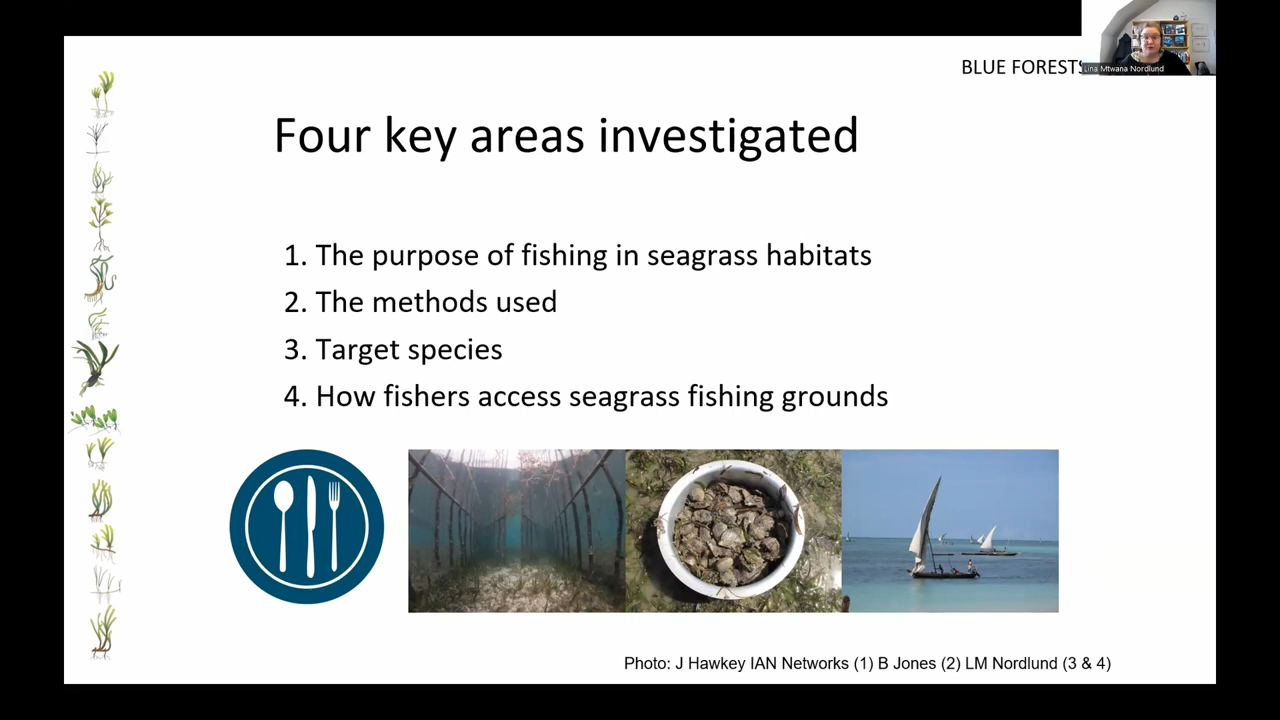 BLUE FORESTS
Lina Mtwana Nordlund
Four key areas investigated
1. The purpose of fishing in seagrass habitats
2. The methods used
3. Target species
4. How fishers access seagrass fishing grounds
Photo: J Hawkey IAN Networks (1) B Jones (2) LM Nordlund (3 & 4)